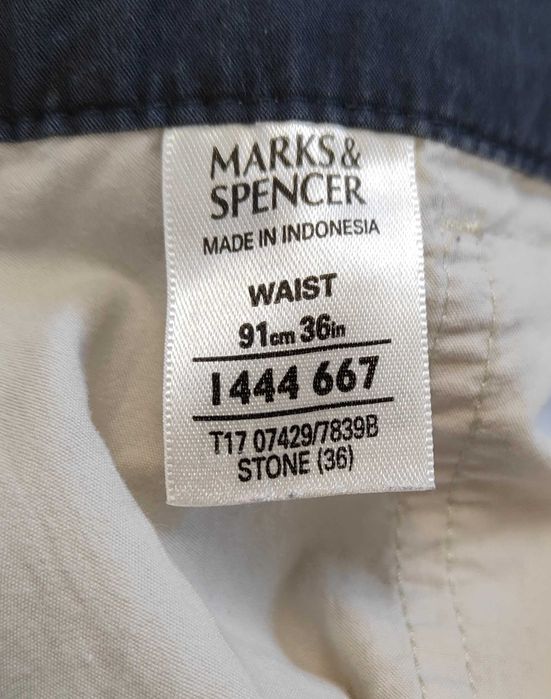 MARKS &
SPENCER
MADE IN INDONESIA
WAIST
91cm 36in
1444 667
T17 07429/7839B
STONE (36)